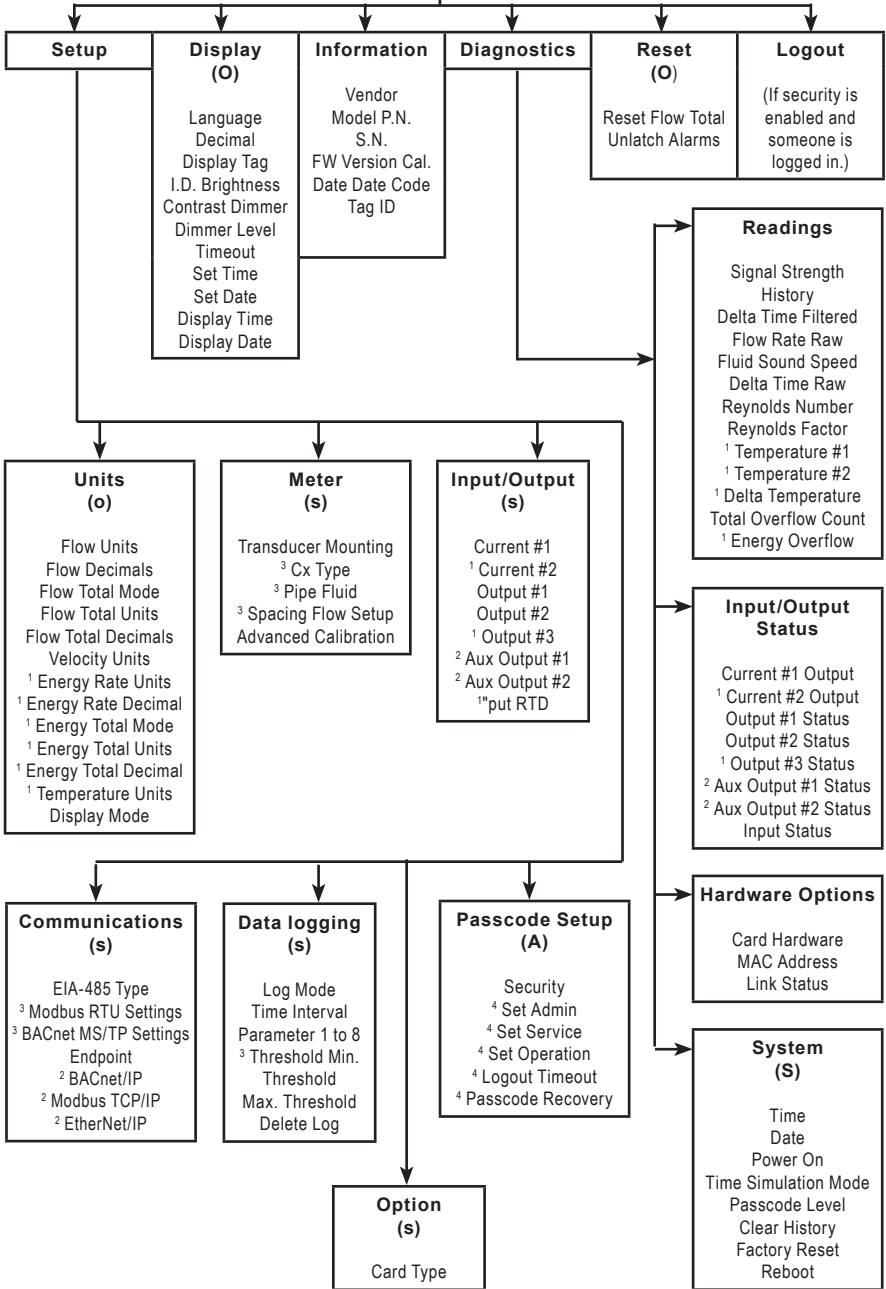 Setup
Display
(O)
Language
Decimal
Display Tag
I.D. Brightness
Contrast Dimmer
Dimmer Level
Timeout
Set Time
Set Date
Display Time
Display Date
Information
Vendor
Model P.N.
S.N.
FW Version Cal.
Date Date Code
Tag ID
Diagnostics
Reset
(O)
Reset Flow Total
Unlatch Alarms
Logout
(If security is
enabled and
someone is
logged in.)
Readings
Signal Strength
History
Delta Time Filtered
Flow Rate Raw
Fluid Sound Speed
Delta Time Raw
Reynolds Number
Reynolds Factor
1 Temperature #1
1 Temperature #2
1 Delta Temperature
Total Overflow Count
1 Energy Overflow
Units
(o)
Flow Units
Flow Decimals
Flow Total Mode
Flow Total Units
Flow Total Decimals
Velocity Units
1 Energy Rate Units
1 Energy Rate Decimal
1 Energy Total Mode
1 Energy Total Units
1 Energy Total Decimal
1 Temperature Units
Display Mode
Meter
(s)
Transducer Mounting
3 Cx Type
3 Pipe Fluid
3 Spacing Flow Setup
Advanced Calibration
Input/Output
(s)
Current #1
1 Current #2
Output #1
Output #2
1 Output #3
2 Aux Output #1
2 Aux Output #2
1"put RTD
Input/Output
Status
Current #1 Output
1 Current #2 Output
Output #1 Status
Output #2 Status
1 Output #3 Status
2 Aux Output #1 Status
2 Aux Output #2 Status
Input Status
Communications
(s)
EIA-485 Type
3 Modbus RTU Settings
3 BACnet MS/TP Settings
Endpoint
2 BACnet/IP
2 Modbus TCP/IP
2 EtherNet/IP
Data logging
(s)
Log Mode
Time Interval
Parameter 1 to 8
3 Threshold Min.
Threshold
Max. Threshold
Delete Log
Passcode Setup
(A)
Security
4 Set Admin
4 Set Service
4 Set Operation
4 Logout Timeout
4 Passcode Recovery
Hardware Options
Card Hardware
MAC Address
Link Status
System
(S)
Time
Date
Power On
Time Simulation Mode
Passcode Level
Clear History
Factory Reset
Reboot
Option
(s)
Card Type